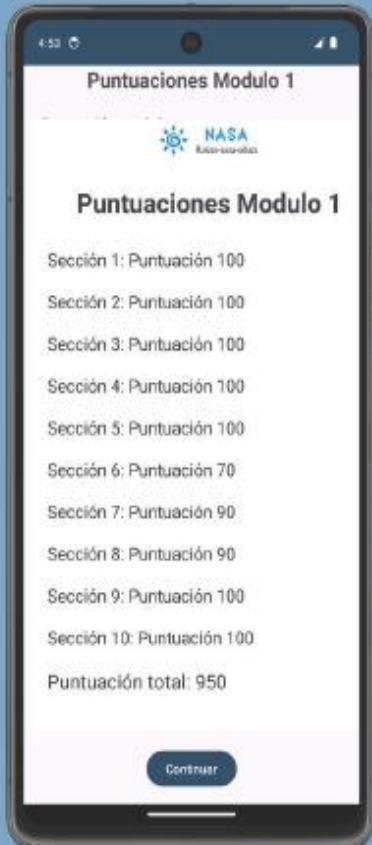 4:53
Puntuaciones Modulo 1
NASA
Puntuaciones Modulo 1
Sección 1: Puntuación 100
Sección 2: Puntuación 100
Sección 3: Puntuación 100
Sección 4: Puntuación 100
Sección 5: Puntuación 100
Sección 6: Puntuación 70
Sección 7: Puntuación 90
Sección 8: Puntuación 90
Sección 9: Puntuación 100
Sección 10: Puntuación 100
Puntuación total: 950
Continuar